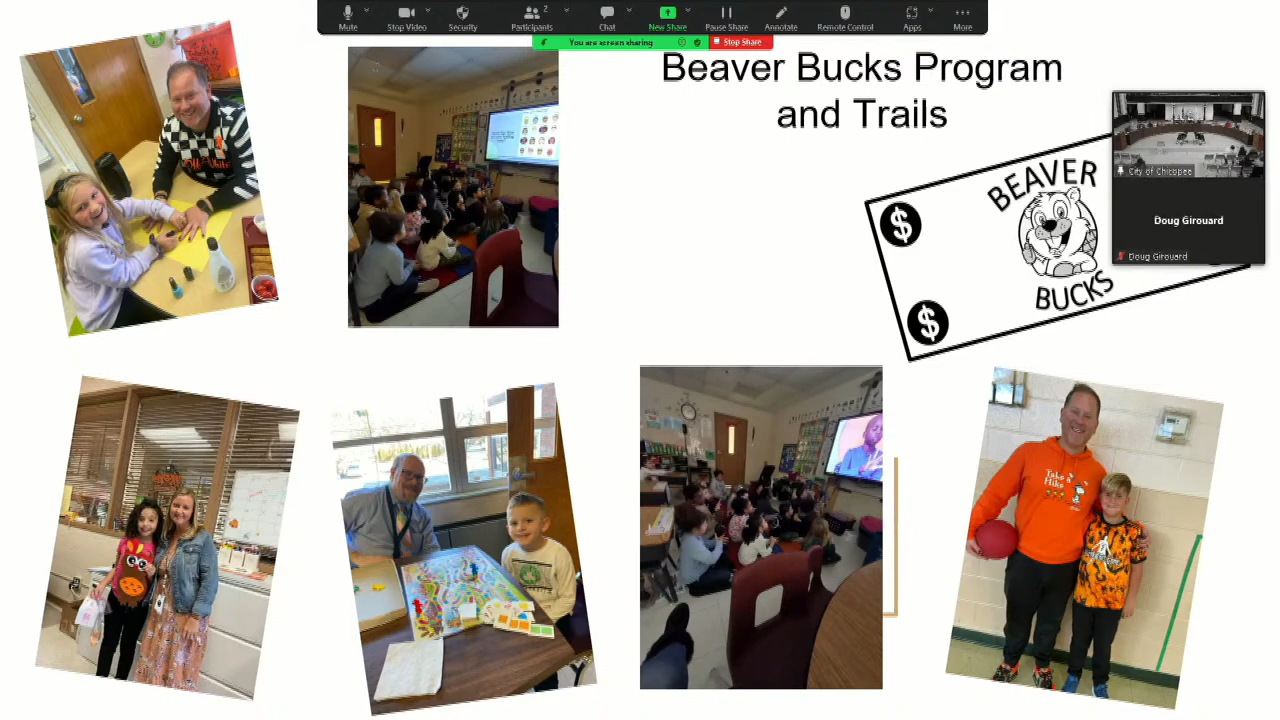 Mute
Stop Video
Security
Participants
2
Chat
New Share
Pause Share
Annotate
Remote Control
Apps
More
You are screen sharing
Stop Share
Beaver Bucks Program
and Trails
BEAVER
BUCKS
$
$
City of Chicopee
Doug Girouard
Doug Girouard
Take a
Hike